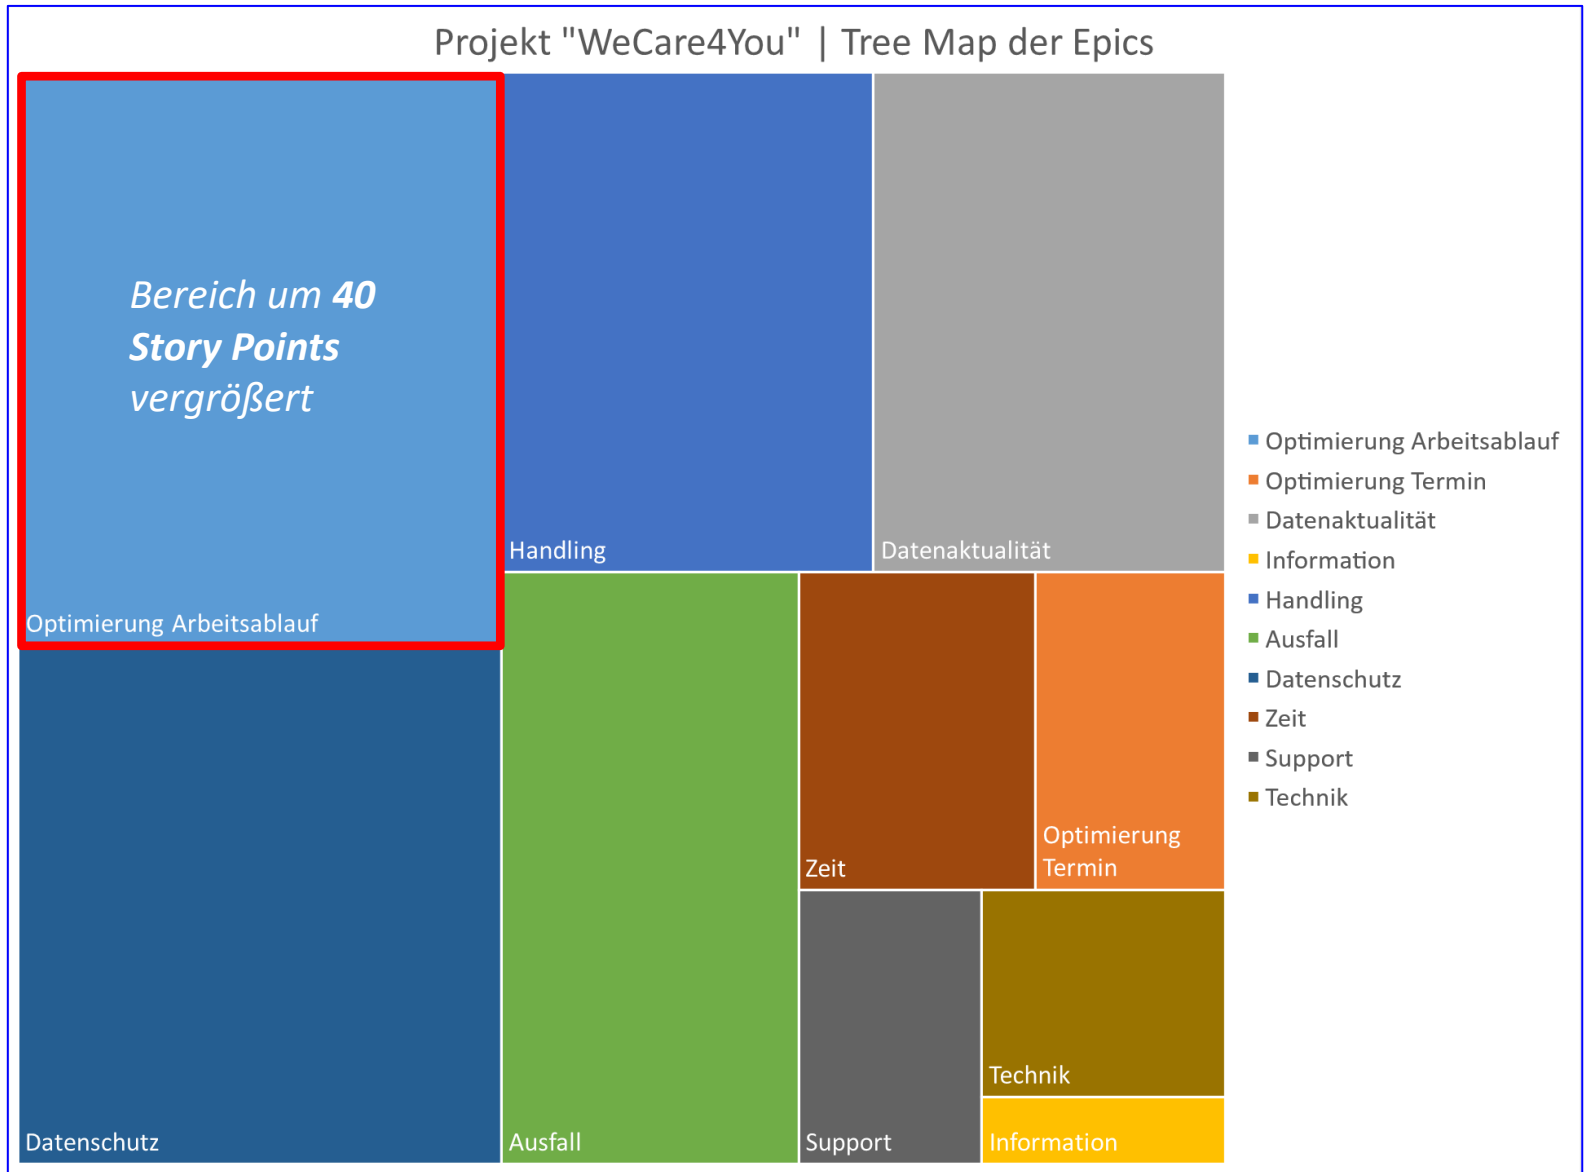 Projekt "WeCare4You" | Tree Map der Epics
Bereich um 40
Story Points
vergrößert
Optimierung Arbeitsablauf
Handling
Datenaktualität
Datenschutz
Ausfall
Zeit
Optimierung
Termin
Support
Technik
Information
Optimierung Arbeitsablauf
Optimierung Termin
Datenaktualität
Information
Handling
Ausfall
Datenschutz
Zeit
Support
Technik